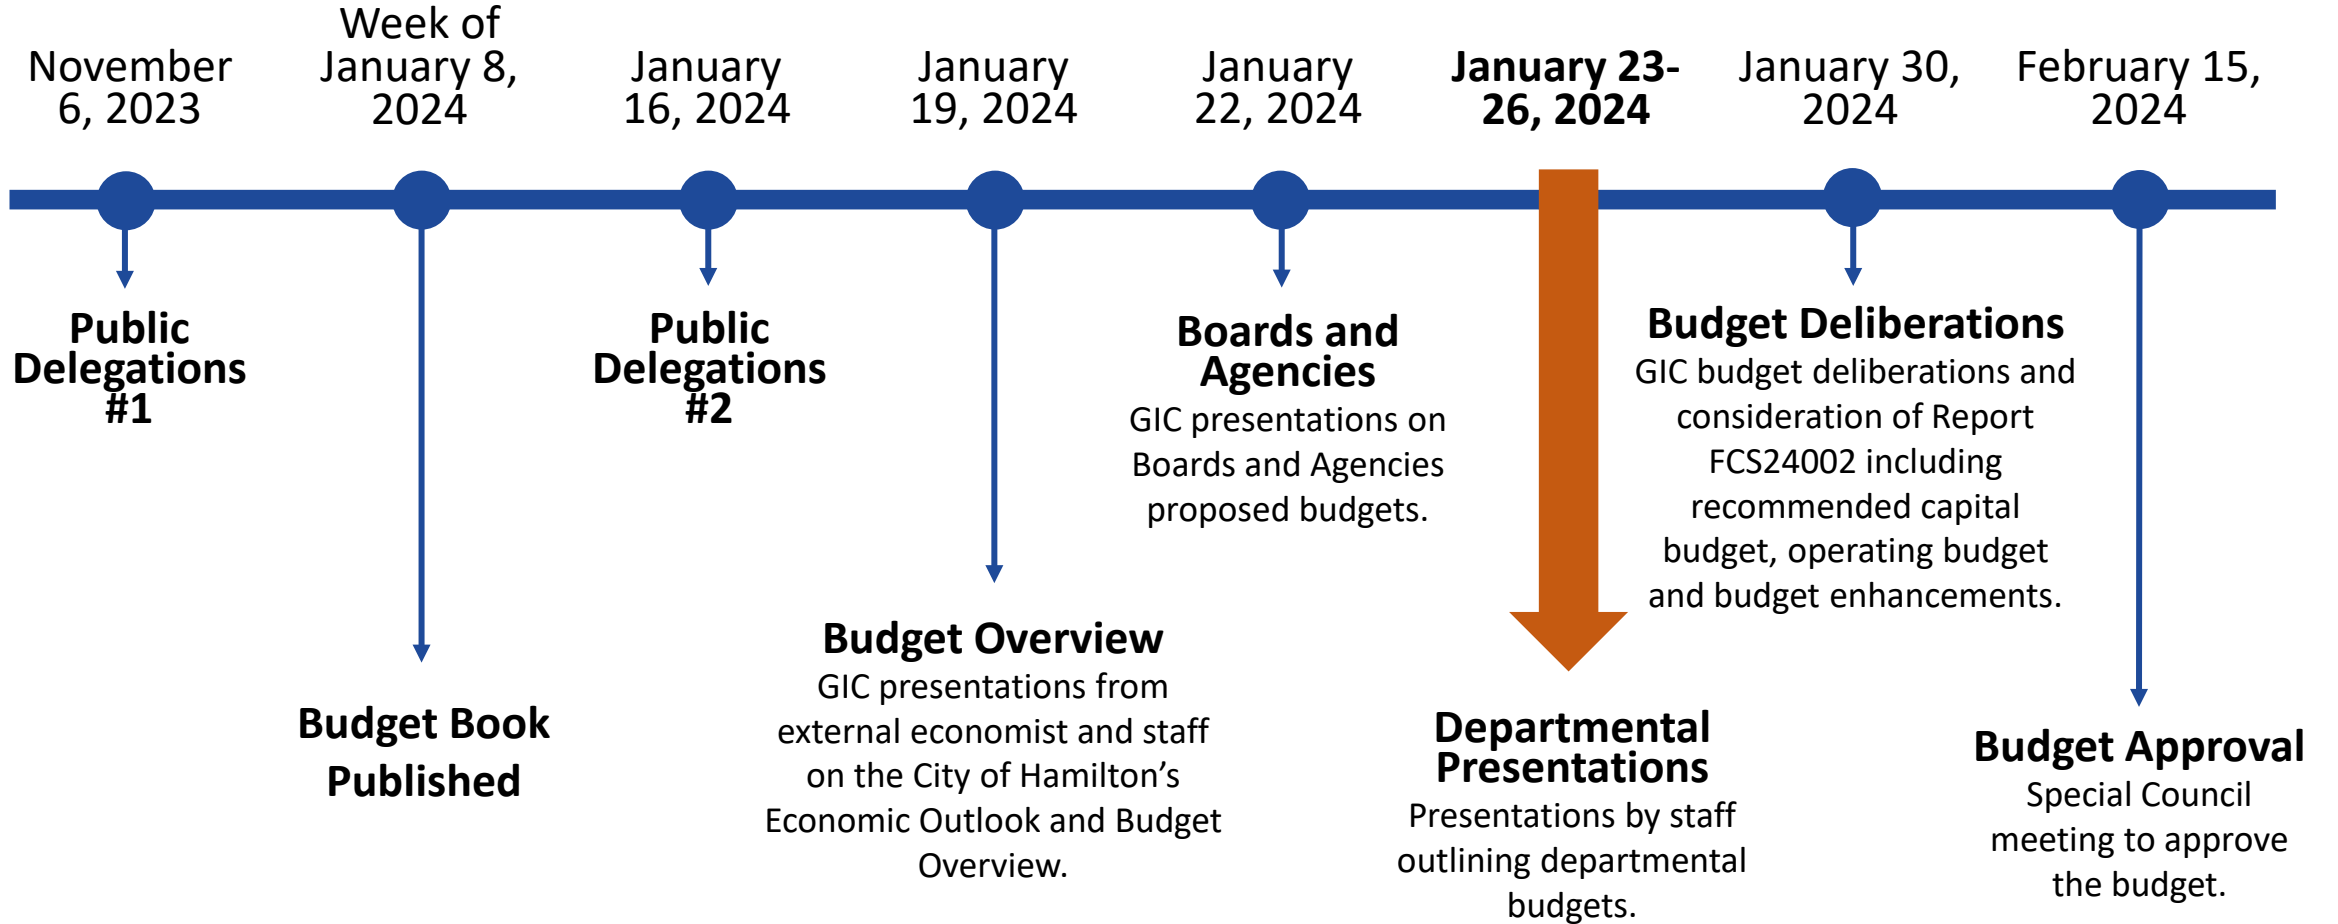 November
6, 2023
Week of
January 8,
2024
January
16, 2024
January
19, 2024
January
22, 2024
January 23-
26, 2024
January 30,
2024
February 15,
2024
Public
Delegations
#1
Budget Book
Published
Public
Delegations
#2
Budget Overview
GIC presentations from
external economist and staff
on the City of Hamilton’s
Economic Outlook and Budget
Overview.
Boards and
Agencies
GIC presentations on
Boards and Agencies
proposed budgets.
Departmental
Presentations
Presentations by staff
outlining departmental
budgets.
Budget Deliberations
GIC budget deliberations and
consideration of Report
FCS24002 including
recommended capital
budget, operating budget
and budget enhancements.
Budget Approval
Special Council
meeting to approve
the budget.